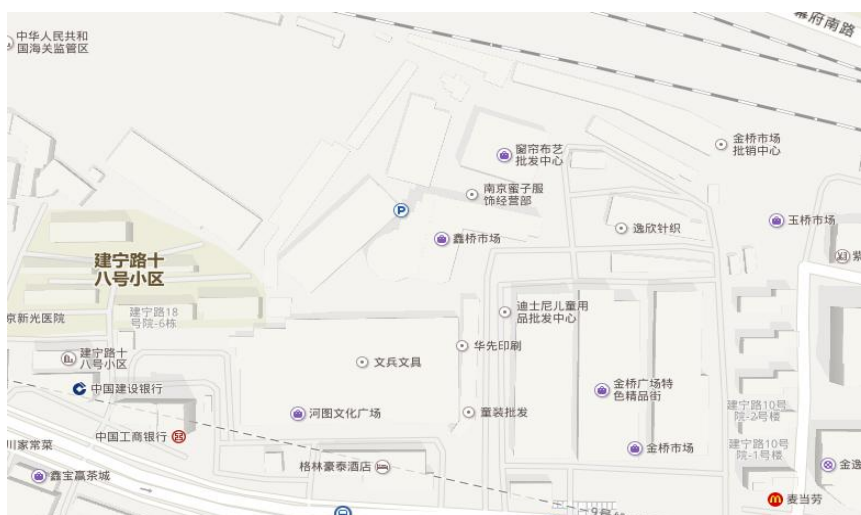 幕府南路
中华人民共和
国海关监管区
金桥市场
批销中心
窗帘布艺
批发中心
南京蜜子服
饰经营部
玉桥市场
逸欣针织
鑫桥市场
P
紫
建宁路十
八号小区
建宁路18
号院-6栋
京新光医院
迪士尼儿童用
品批发中心
华先印刷
建宁路十
八号小区
文兵文具
中国建设银行
金桥广场特
色精品街
河图文化广场
童装批发
建宁路10号
院-2号楼
中国工商银行
川家常菜
金桥市场
建宁路10号
院-1号楼
格林豪泰酒店
金逸
鑫宝赢茶城
麦当劳